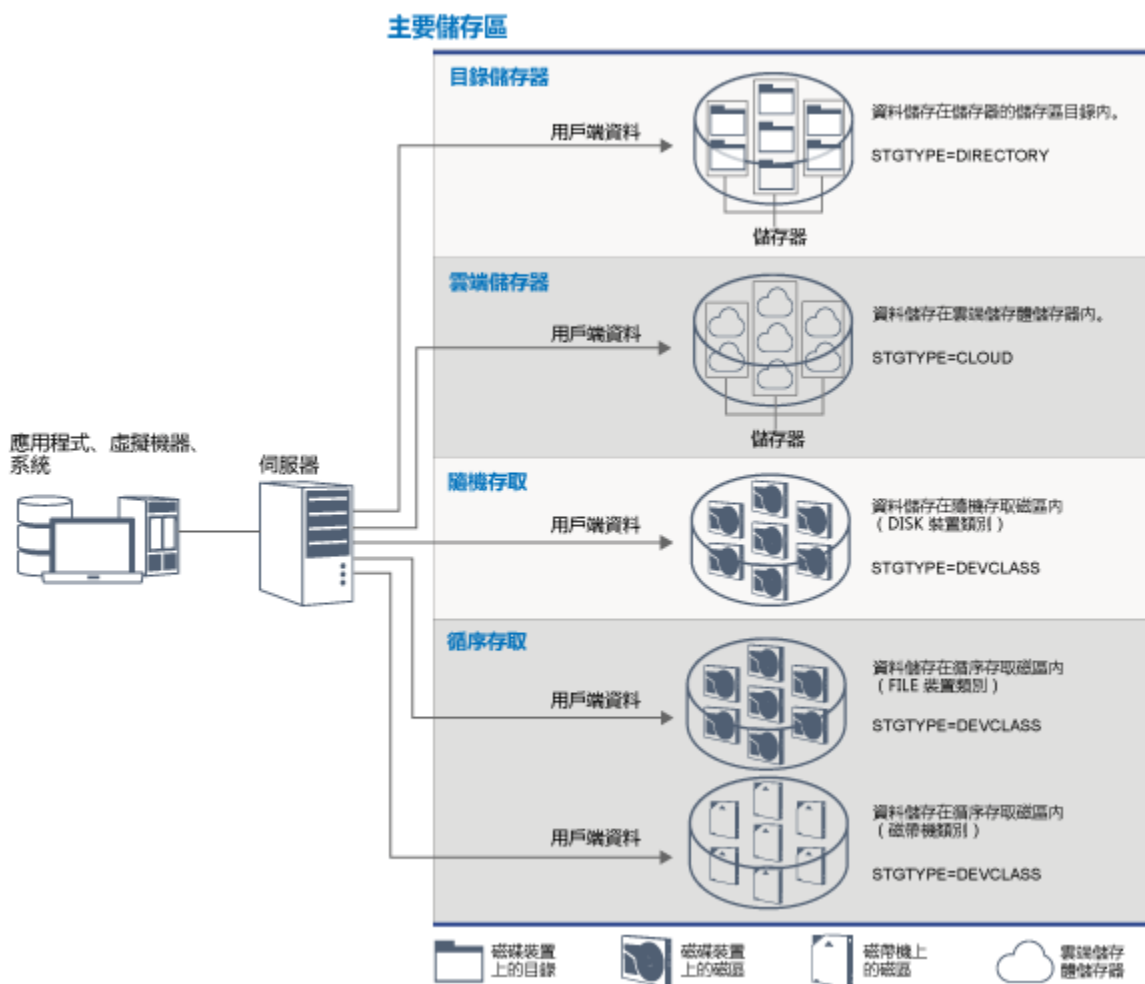 主要儲存區
目錄儲存器
用戶端資料
資料儲存在儲存器的儲存區目錄內。
STGTYPE=DIRECTORY
儲存器
雲端儲存器
用戶端資料
資料儲存在雲端儲存體儲存器內。
STGTYPE=CLOUD
儲存器
應用程式、虛擬機器、
系統
伺服器
隨機存取
用戶端資料
資料儲存在隨機存取磁區內
（DISK 裝置類別）
STGTYPE=DEVCLASS
循序存取
用戶端資料
資料儲存在循序存取磁區內
（FILE 裝置類別）
STGTYPE=DEVCLASS
用戶端資料
資料儲存在循序存取磁區內
（磁帶機類別）
STGTYPE=DEVCLASS
磁碟裝置
上的目錄
磁碟裝置
上的磁區
磁帶機上
的磁區
雲端儲存
體儲存器